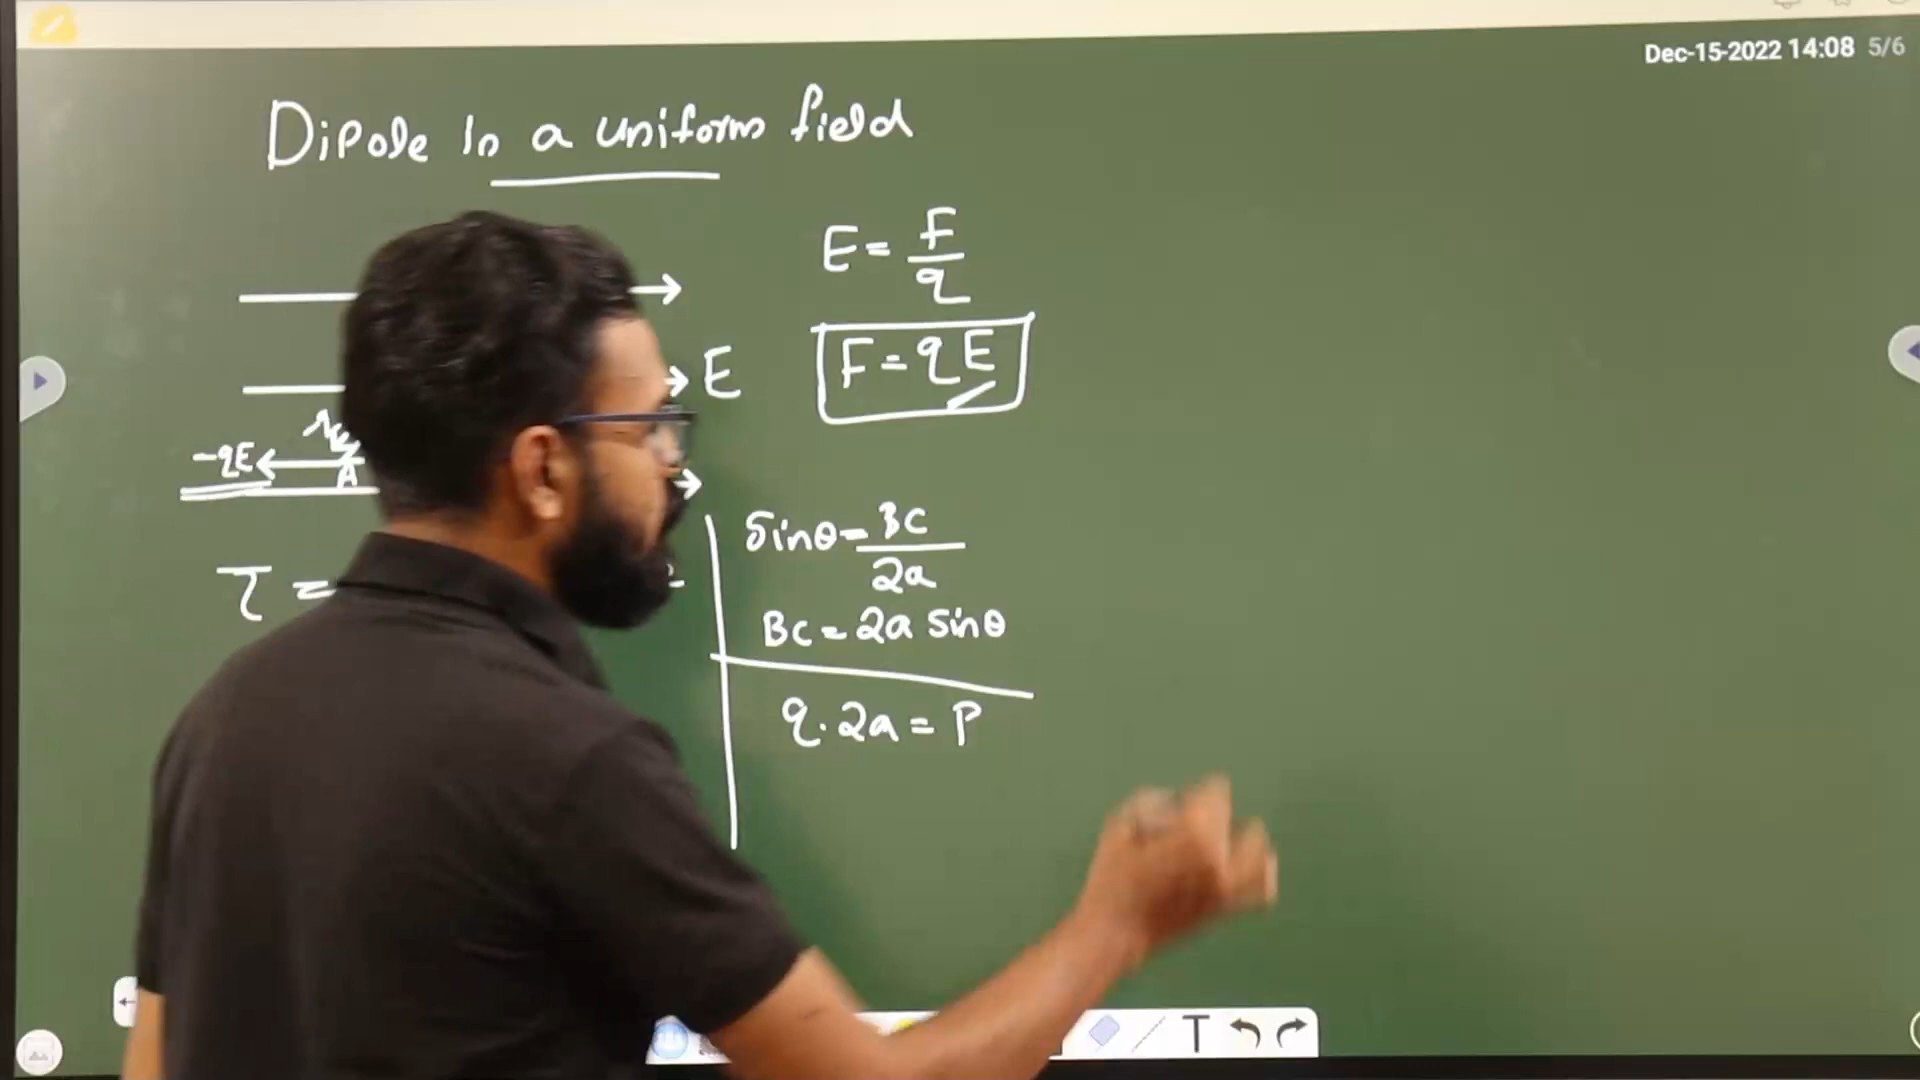 Dec-15-2022 14:08 5/6
Dipole in a uniform field
E = F/q
F = qE
E
-qE
A
sinθ = BC/2a
BC = 2a sinθ
τ =
q. 2a = P
T